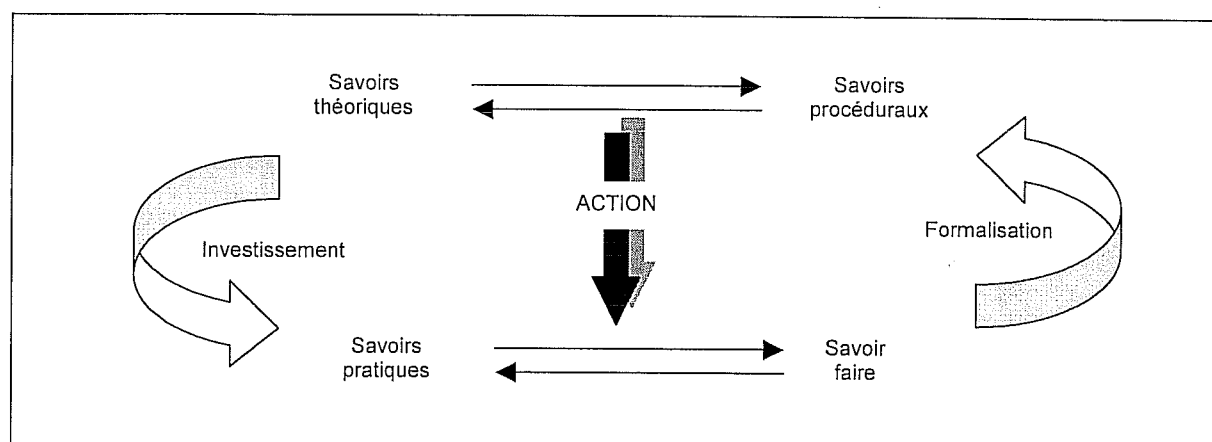 Savoirs
théoriques
Savoirs
procéduraux
ACTION
Investissement
Formalisation
Savoirs
pratiques
Savoir
faire